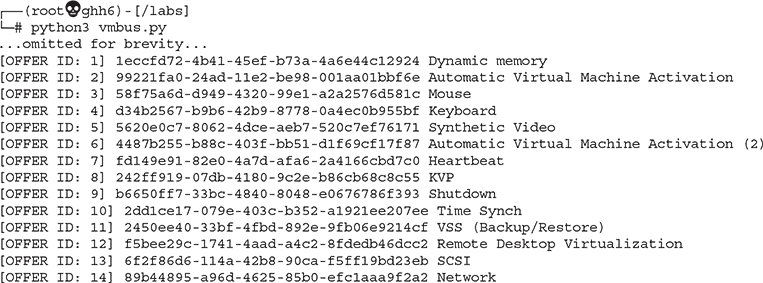 ┌──(root💀ghh6)-[/labs]
└─# python3 vmbus.py
...omitted for brevity...
[OFFER ID: 1] 1eccfd72-4b41-45ef-b73a-4a6e44c12924 Dynamic memory
[OFFER ID: 2] 99221fa0-24ad-11e2-be98-001aa01bbf6e Automatic Virtual Machine Activation
[OFFER ID: 3] 58f75a6d-d949-4320-99e1-a2a2576d581c Mouse
[OFFER ID: 4] d34b2567-b9b6-42b9-8778-0a4ec0b955bf Keyboard
[OFFER ID: 5] 5620e0c7-8062-4dce-aeb7-520c7ef76171 Synthetic Video
[OFFER ID: 6] 4487b255-b88c-403f-bb51-d1f69cf17f87 Automatic Virtual Machine Activation (2)
[OFFER ID: 7] fd149e91-82e0-4a7d-afa6-2a4166cbd7c0 Heartbeat
[OFFER ID: 8] 242ff919-07db-4180-9c2e-b86cb68c8c55 KVP
[OFFER ID: 9] b6650ff7-33bc-4840-8048-e0676786f393 Shutdown
[OFFER ID: 10] 2dd1ce17-079e-403c-b352-a1921ee207ee Time Synch
[OFFER ID: 11] 2450ee40-33bf-4fbd-892e-9fb06e9214cf VSS (Backup/Restore)
[OFFER ID: 12] f5bee29c-1741-4aad-a4c2-8fdedb46dcc2 Remote Desktop Virtualization
[OFFER ID: 13] 6f2f86d6-114a-42b8-90ca-f5ff19bd23eb SCSI
[OFFER ID: 14] 89b44895-a96d-4625-85b0-efc1aaa9f2a2 Network